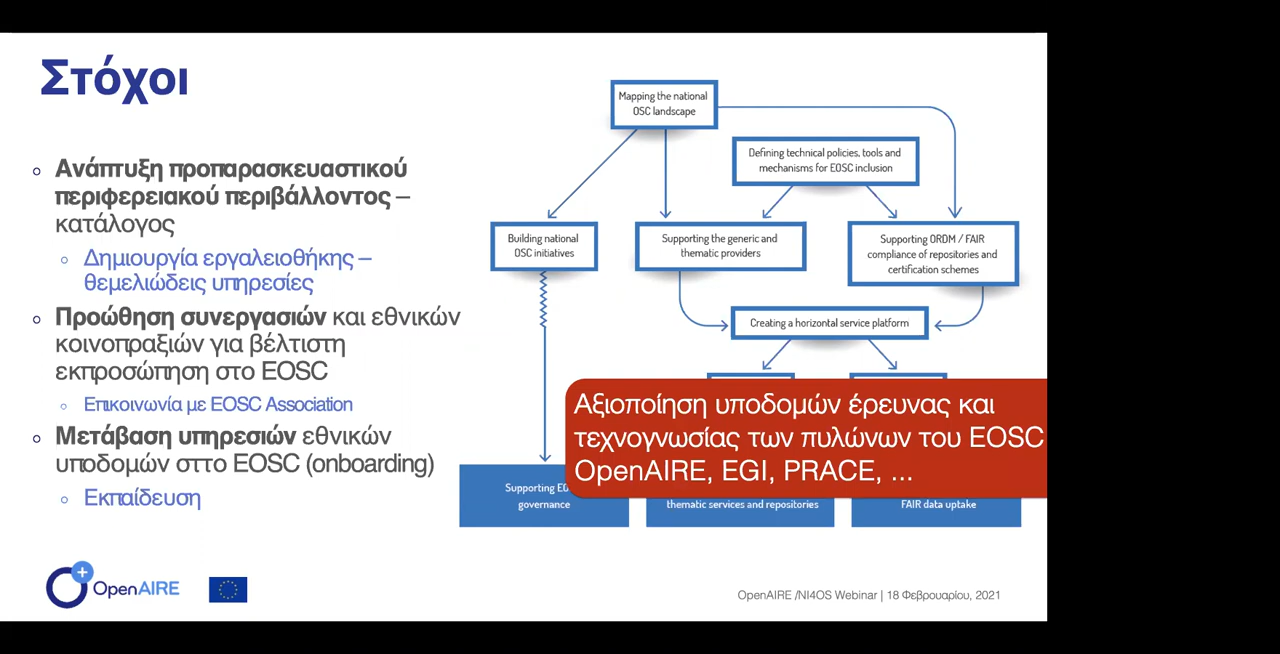 Στόχοι
Ανάπτυξη προπαρασκευαστικού
περιφερειακού περιβάλλοντος –
κατάλογος
Δημιουργία εργαλειοθήκης –
θεμελιώδεις υπηρεσίες
Προώθηση συνεργασιών και εθνικών
κοινοπραξιών για βέλτιστη
εκπροσώπηση στο EOSC
Επικοινωνία με EOSC Association
Μετάβαση υπηρεσιών εθνικών
υποδομών σττο EOSC (onboarding)
Εκπαίδευση
Mapping the national
OSC landscape
Defining technical policies, tools and
mechanisms for EOSC inclusion
Building national
OSC initiatives
Supporting the generic and
thematic providers
Supporting ORDM / FAIR
compliance of repositories and
certification schemes
Creating a horizontal service platform
Αξιοποίηση υποδομών έρευνας και
τεχνογνωσίας των πυλώνων του EOSC
OpenAIRE, EGI, PRACE, ...
Supporting
governance
thematic services and repositories
FAIR data uptake
OpenAIRE
OpenAIRE /NI4OS Webinar | 18 Φεβρουαρίου, 2021